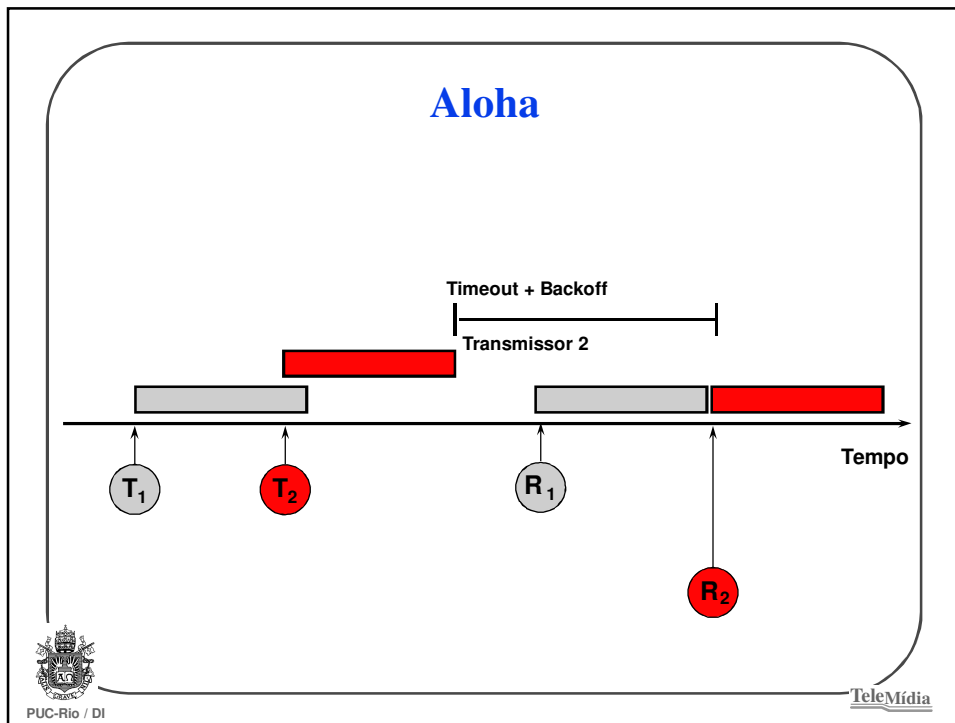 Aloha
Timeout + Backoff
Transmissor 2
Tempo
T1
T2
R1
R2
PUC-Rio / DI
TeleMídia